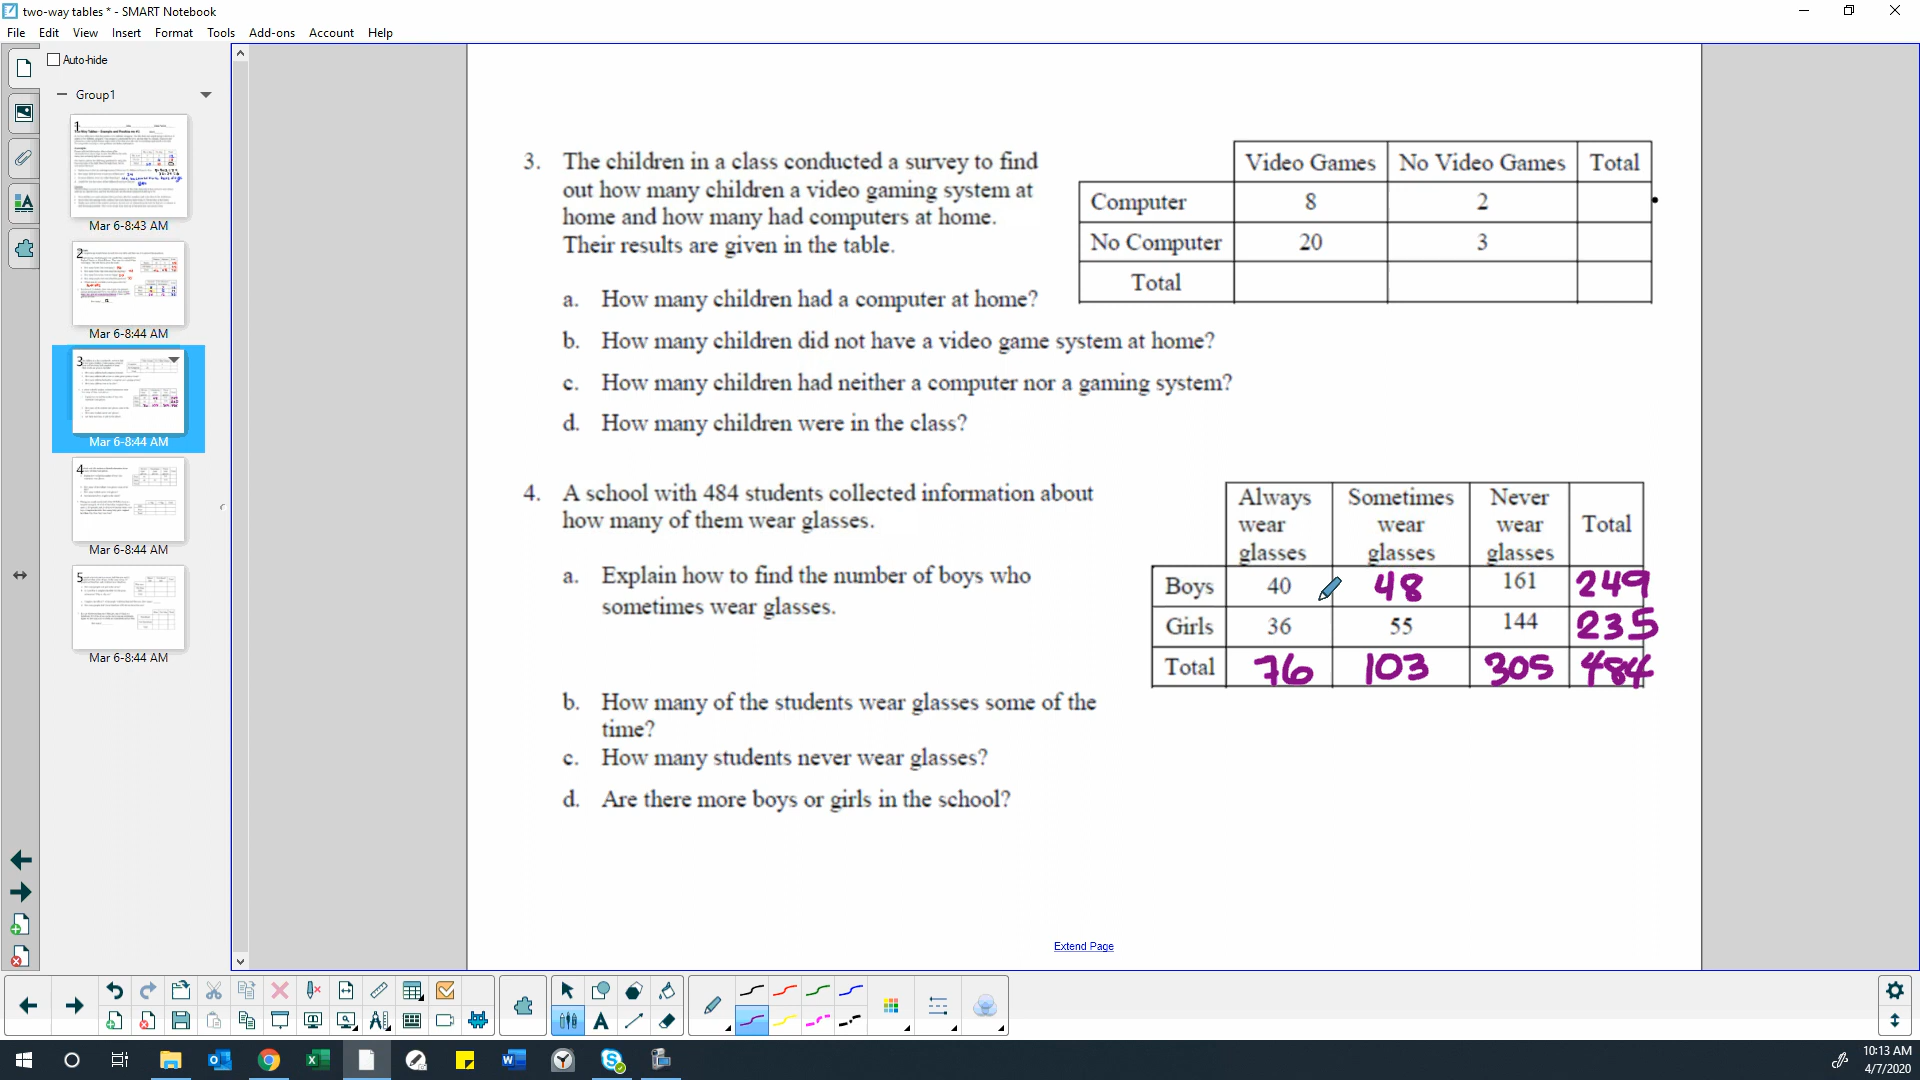 two-way tables * - SMART Notebook
File Edit View Insert Format Tools Add-ons Account Help
Auto-hide
Group1
1
Mar 6-8:43 AM
2
Mar 6-8:44 AM
3
Mar 6-8:44 AM
4
Mar 6-8:44 AM
5
Mar 6-8:44 AM
3. The children in a class conducted a survey to find
out how many children a video gaming system at
home and how many had computers at home.
Their results are given in the table.
Video Games No Video Games Total
Computer 8 2
No Computer 20 3
Total
a. How many children had a computer at home?
b. How many children did not have a video game system at home?
c. How many children had neither a computer nor a gaming system?
d. How many children were in the class?
4. A school with 484 students collected information about
how many of them wear glasses.
a. Explain how to find the number of boys who
sometimes wear glasses.
b. How many of the students wear glasses some of the
time?
c. How many students never wear glasses?
d. Are there more boys or girls in the school?
Always Sometimes Never
wear wear wear Total
glasses glasses glasses
Boys 40 48 161 249
Girls 36 55 144 235
Total 76 103 305 484
Extend Page
10:13 AM
4/7/2020